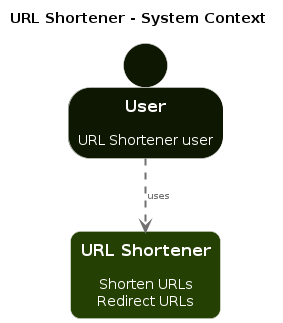 URL Shortener - System Context
User
URL Shortener user
uses
URL Shortener
Shorten URLs
Redirect URLs